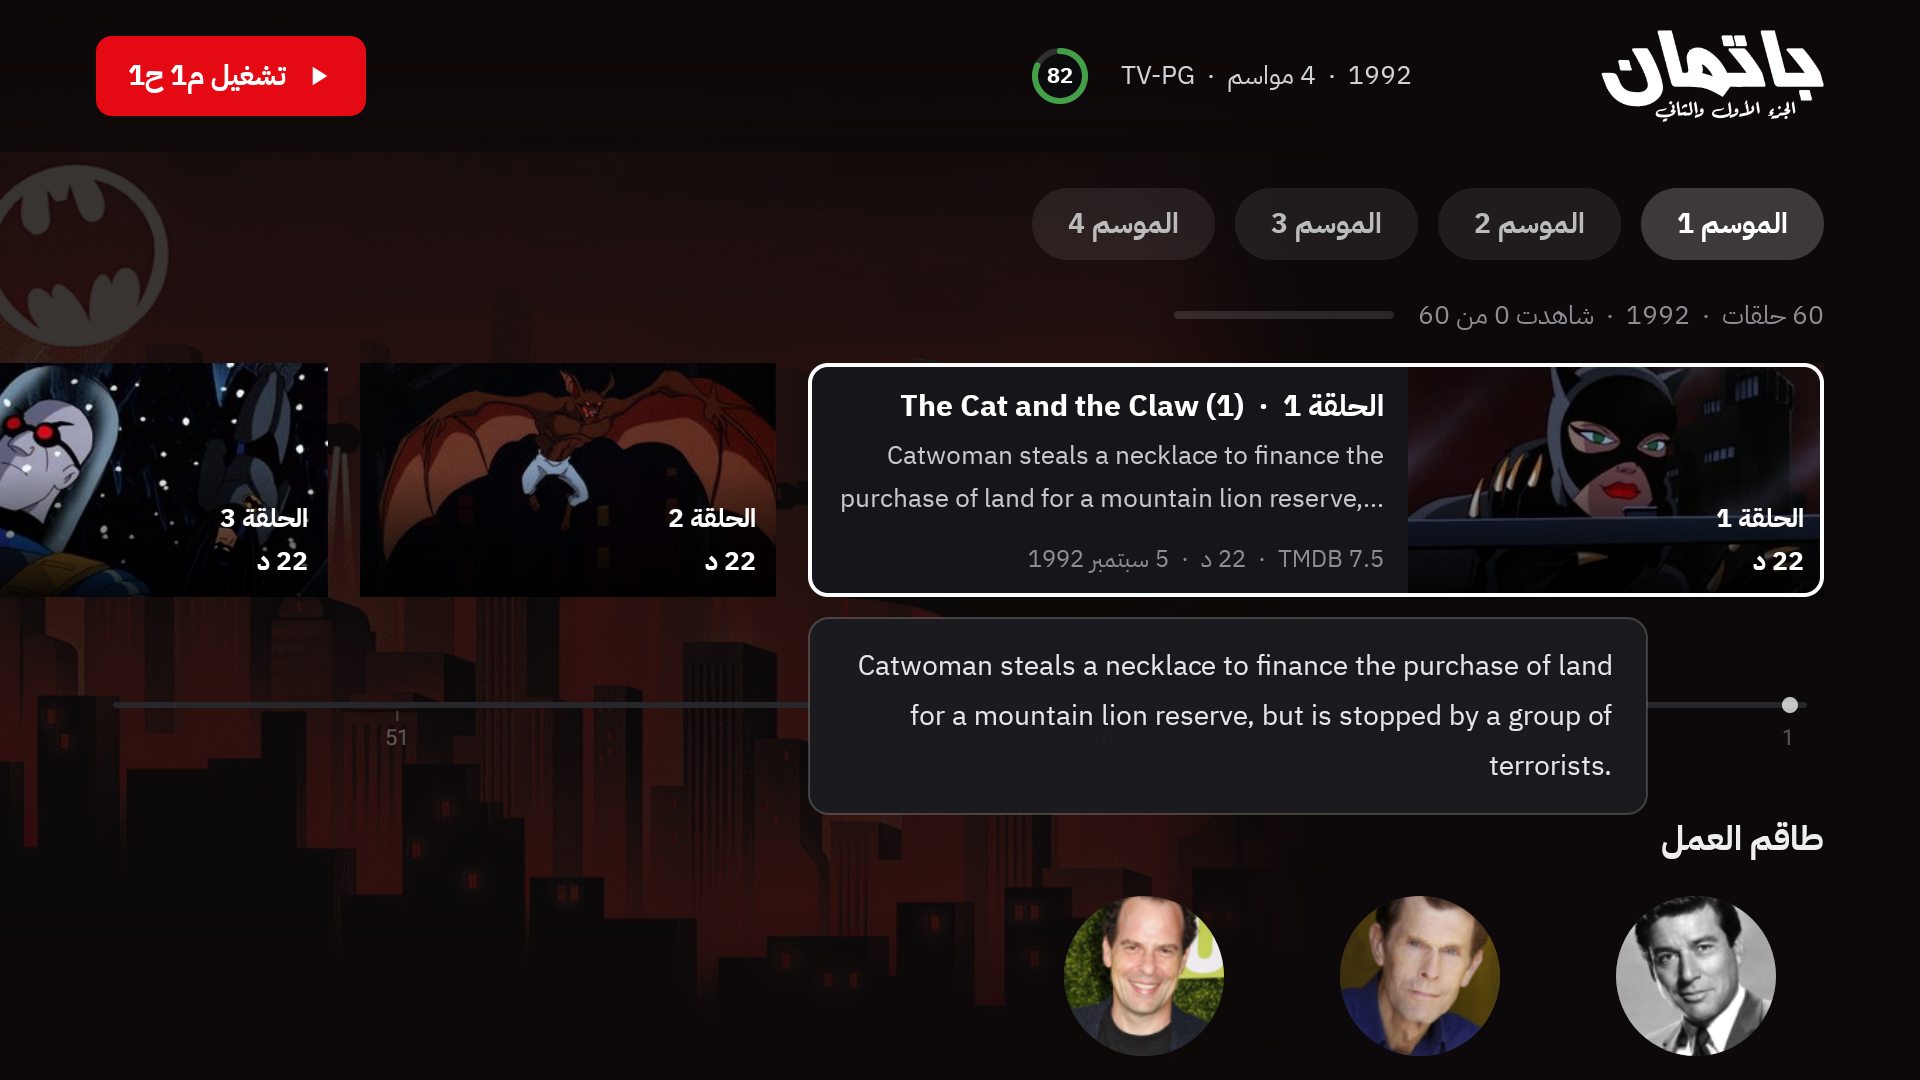 باتمان
الجزء الأول والثاني
1992 · 4 مواسم · TV-PG
82
تشغيل م1 ح1
الموسم 1
الموسم 2
الموسم 3
الموسم 4
60 حلقات · 1992 · شاهدت 0 من 60
الحلقة 1
22 د
الحلقة 1 · The Cat and the Claw (1)
Catwoman steals a necklace to finance the
purchase of land for a mountain lion reserve,...
TMDB 7.5 · 22 د · 5 سبتمبر 1992
الحلقة 2
22 د
الحلقة 3
22 د
Catwoman steals a necklace to finance the purchase of land
for a mountain lion reserve, but is stopped by a group of
terrorists.
1
26
51
طاقم العمل